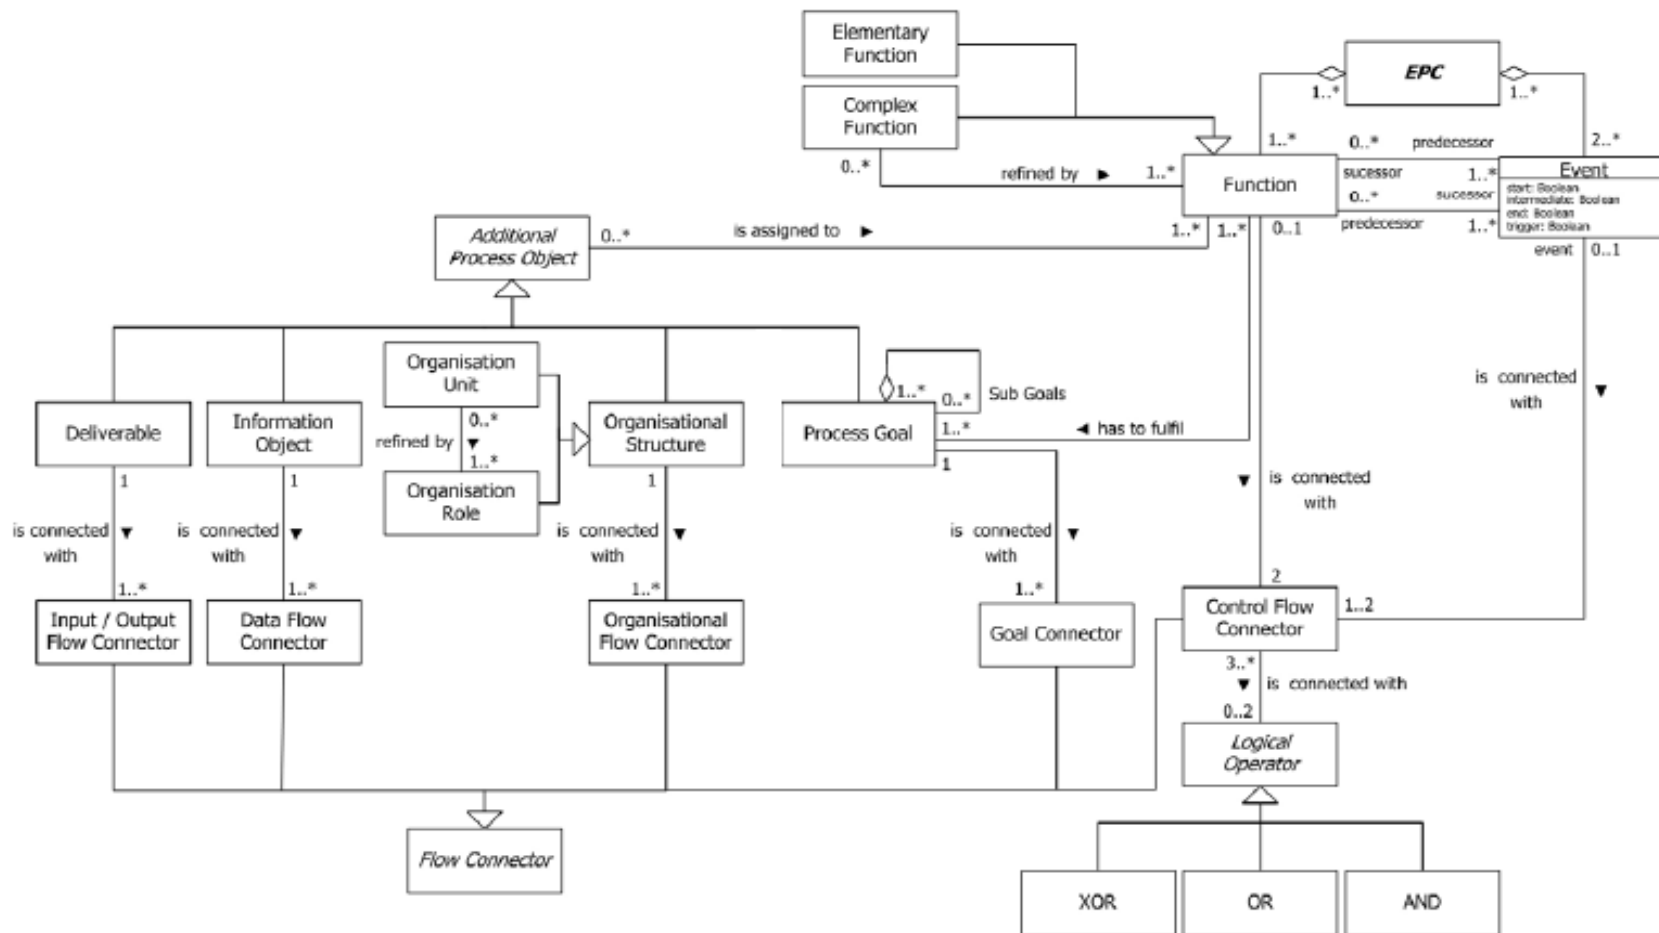 Elementary
Function
EPC
1..*
1..*
Complex
Function
0..*
refined by ►
1..*
1..*
0..*
predecessor
2..*
Function
sucessor
1..*
0..*
sucessor
predecessor
1..*
Event
start: Boolean
intermediate: Boolean
end: Boolean
trigger: Boolean
event
0..1
Additional
Process Object
0..*
is assigned to ►
1..*
1..*
0..1
Organisation
Unit
0..*
refined by ▼
1..*
Organisation
Role
1..*
0..*
Sub Goals
Deliverable
Information
Object
Organisational
Structure
Process Goal
1..*
◄ has to fulfil
1
1
1
1
is connected
with
▼
is connected
with
▼
is connected
with
▼
is connected
with
▼
▼ is connected
with
is connected
with
▼
1..*
1..*
1..*
1..*
2
1..2
Input / Output
Flow Connector
Data Flow
Connector
Organisational
Flow Connector
Goal Connector
Control Flow
Connector
3..*
▼ is connected with
0..2
Logical
Operator
Flow Connector
XOR
OR
AND